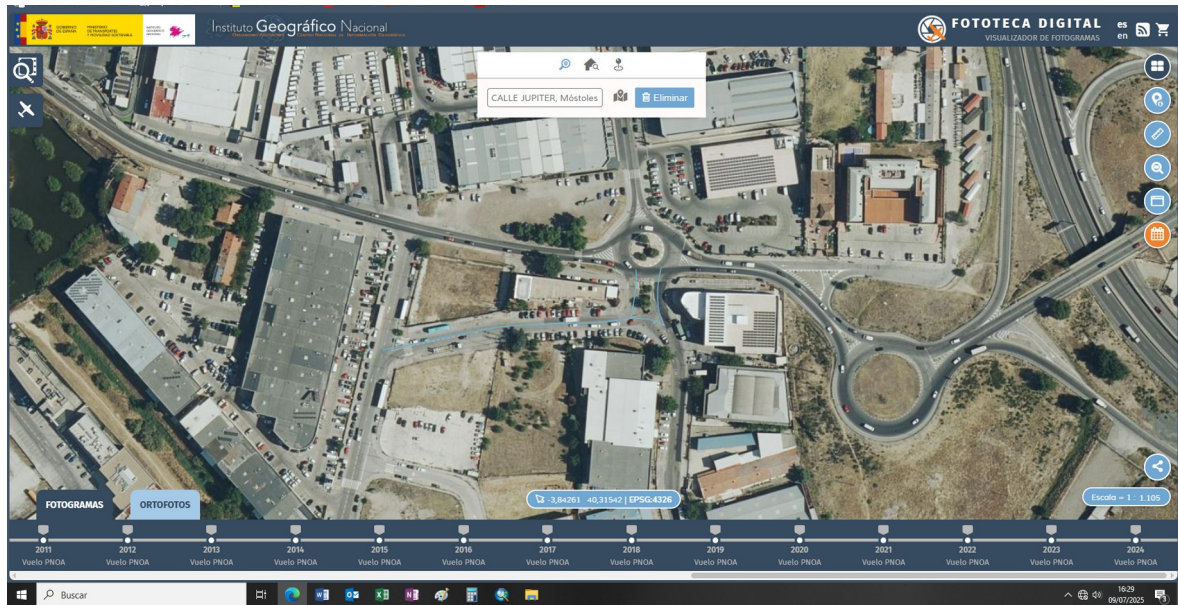 GOBIERNO DE ESPAÑA
MINISTERIO DE TRANSPORTES Y MOVILIDAD SOSTENIBLE
Instituto Geográfico Nacional
FOTOTECA DIGITAL
VISUALIZADOR DE FOTOGRAMAS
es
en
CALLE JUPITER, Móstoles
Eliminar
-3,84261 40,31542 | EPSG:4326
Escala = 1 : 1.105
FOTOGRAMAS
ORTOFOTOS
2011 2012 2013 2014 2015 2016 2017 2018 2019 2020 2021 2022 2023 2024
Vuelo PNOA Vuelo PNOA Vuelo PNOA Vuelo PNOA Vuelo PNOA Vuelo PNOA Vuelo PNOA Vuelo PNOA Vuelo PNOA Vuelo PNOA Vuelo PNOA Vuelo PNOA Vuelo PNOA Vuelo PNOA
Buscar
16:29
09/07/2025